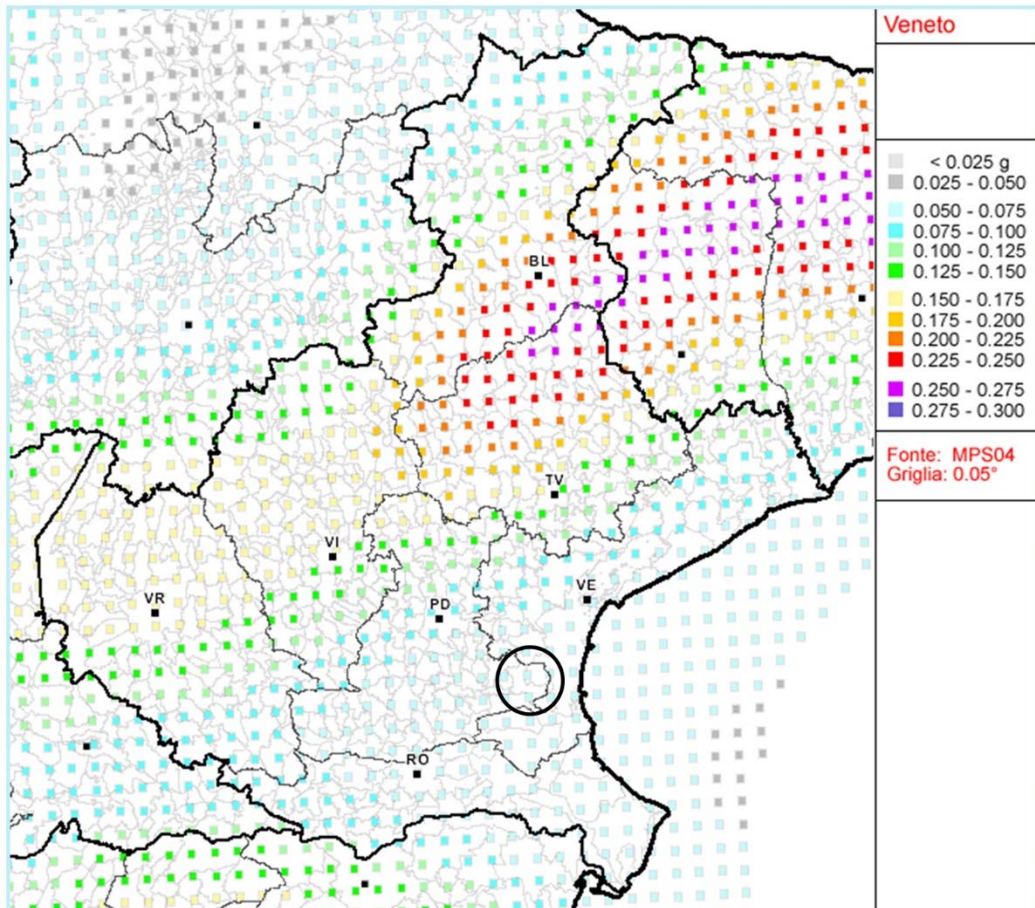 Veneto
< 0.025 g
0.025 - 0.050
0.050 - 0.075
0.075 - 0.100
0.100 - 0.125
0.125 - 0.150
0.150 - 0.175
0.175 - 0.200
0.200 - 0.225
0.225 - 0.250
0.250 - 0.275
0.275 - 0.300
Fonte: MPS04
Griglia: 0.05°
BL
TV
VI
VE
VR
PD
RO